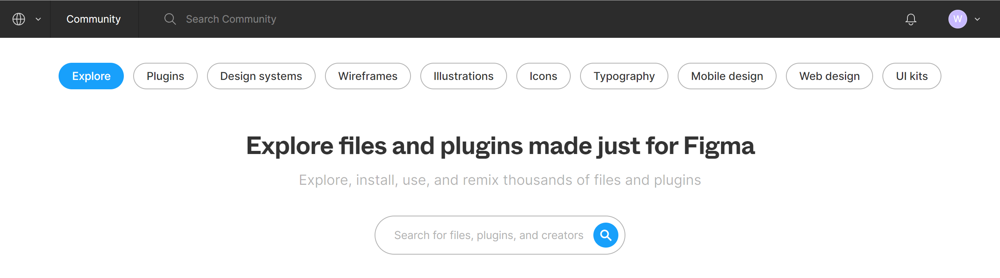 Community Search Community W
Explore Plugins Design systems Wireframes Illustrations Icons Typography Mobile design Web design UI kits
Explore files and plugins made just for Figma
Explore, install, use, and remix thousands of files and plugins
Search for files, plugins, and creators